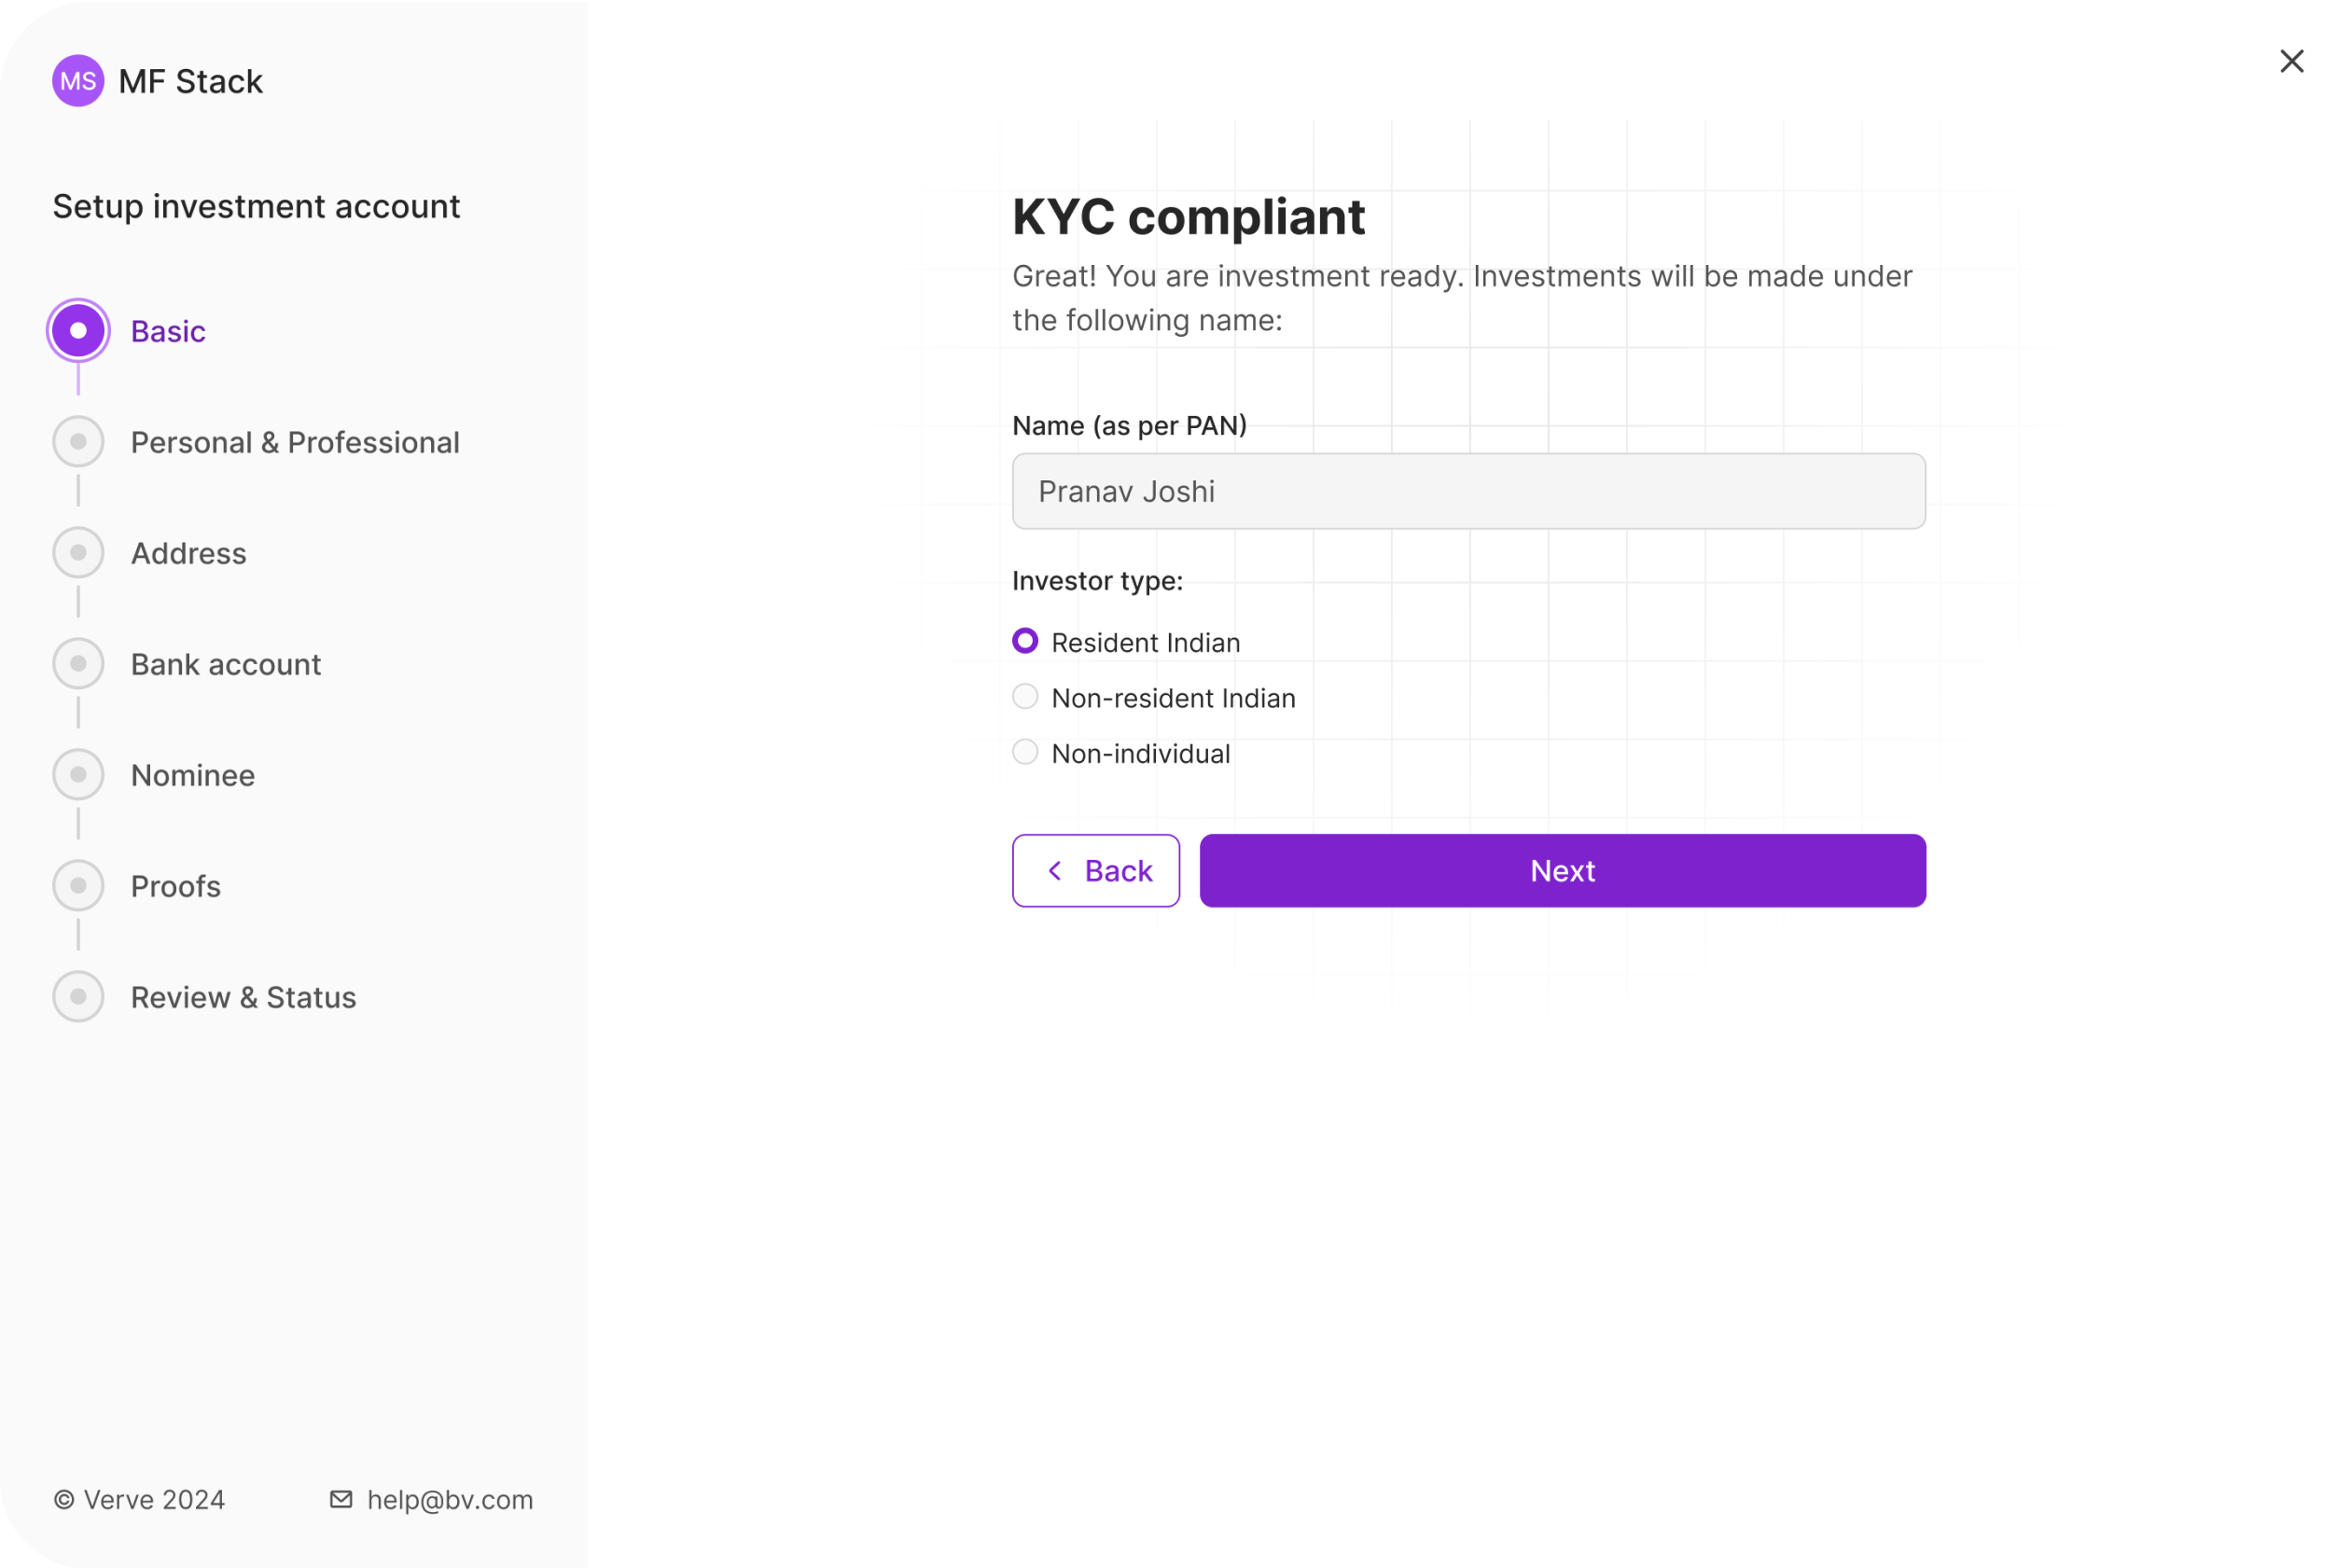 MS MF Stack
Setup investment account
Basic
Personal & Professional
Address
Bank account
Nominee
Proofs
Review & Status
© Verve 2024
help@bv.com
KYC compliant
Great! You are investment ready. Investments will be made under
the following name:
Name (as per PAN)
Pranav Joshi
Investor type:
Resident Indian
Non-resident Indian
Non-individual
Back
Next